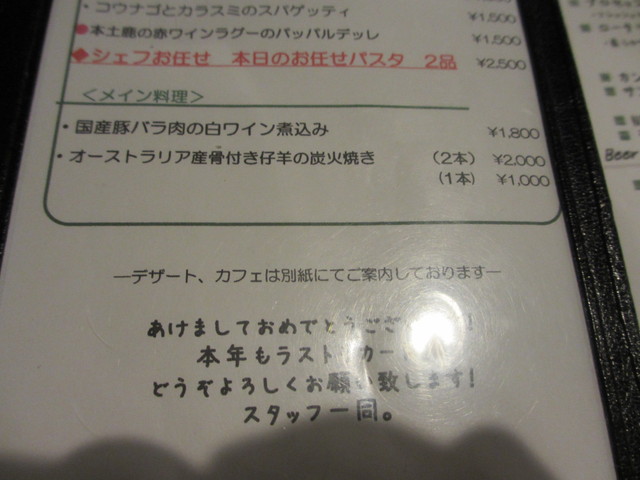 ・コウナゴとカラスミのスパゲッティ
¥1,500
●本土鹿の赤ワインラグーのパッパルデッレ
¥1,500
◆シェフお任せ 本日のお任せパスタ 2品 ¥2,500
＜メイン料理＞
・国産豚バラ肉の白ワイン煮込み ¥1,800
・オーストラリア産骨付き仔羊の炭火焼き (2本) ¥2,000
(1本) ¥1,000
―デザート、カフェは別紙にてご案内しております―
あけましておめでとうござ !
本年もラスト カー
どうぞよろしくお願い致します!
スタッフ一同。
Beer